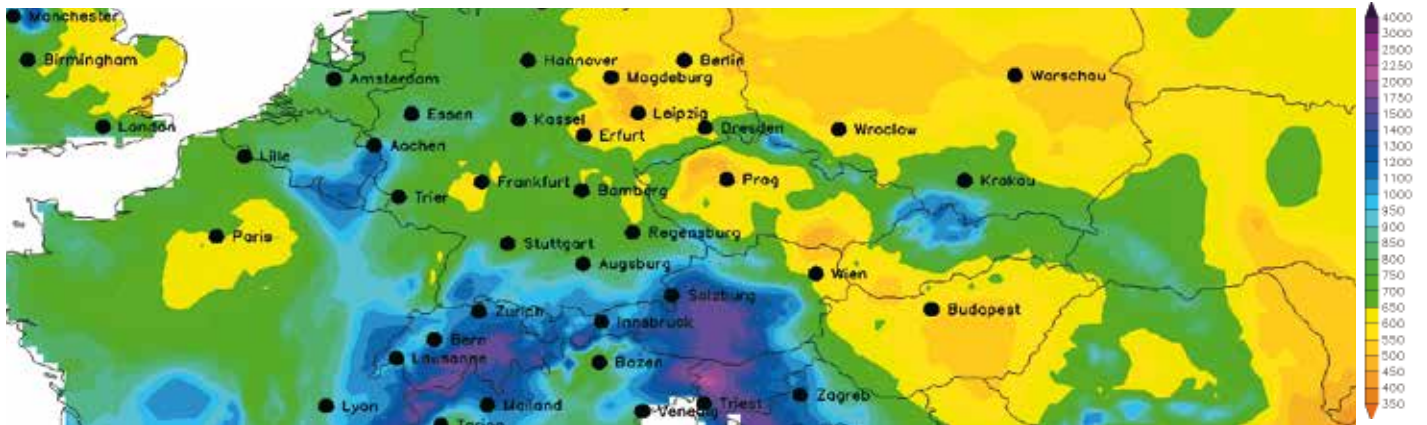 Manchester
Birmingham
London
Amsterdam
Hannover
Berlin
Magdeburg
Warschau
Essen
Kassel
Leipzig
Erfurt
Dresden
Wroclow
Lille
Aachen
Trier
Frankfurt
Bamberg
Prag
Krakau
Paris
Stuttgart
Regensburg
Augsburg
Wien
Salzburg
Zurich
Innsbruck
Budapest
Bern
Lausanne
Bozen
Lyon
Mailand
Venedig
Triest
Zagreb
4000
3000
2500
2250
2000
1750
1500
1400
1300
1200
1100
1000
950
900
850
800
750
700
650
600
550
500
450
400
350